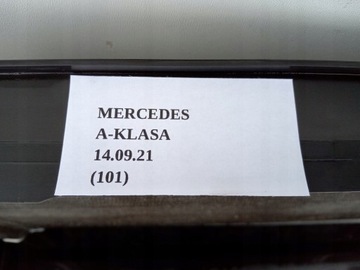 MERCEDES
A-KLASA
14.09.21
(101)